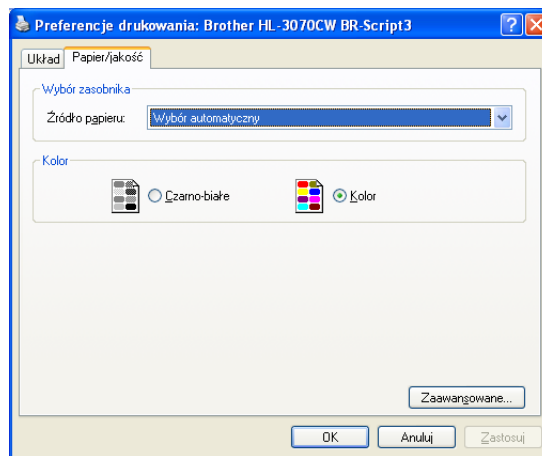 Preferencje drukowania: Brother HL-3070CW BR-Script3
Układ Papier/jakość
Wybór zasobnika
Źródło papieru: Wybór automatyczny
Kolor
Czarno-białe Kolor
Zaawansowane...
OK Anuluj Zastosuj